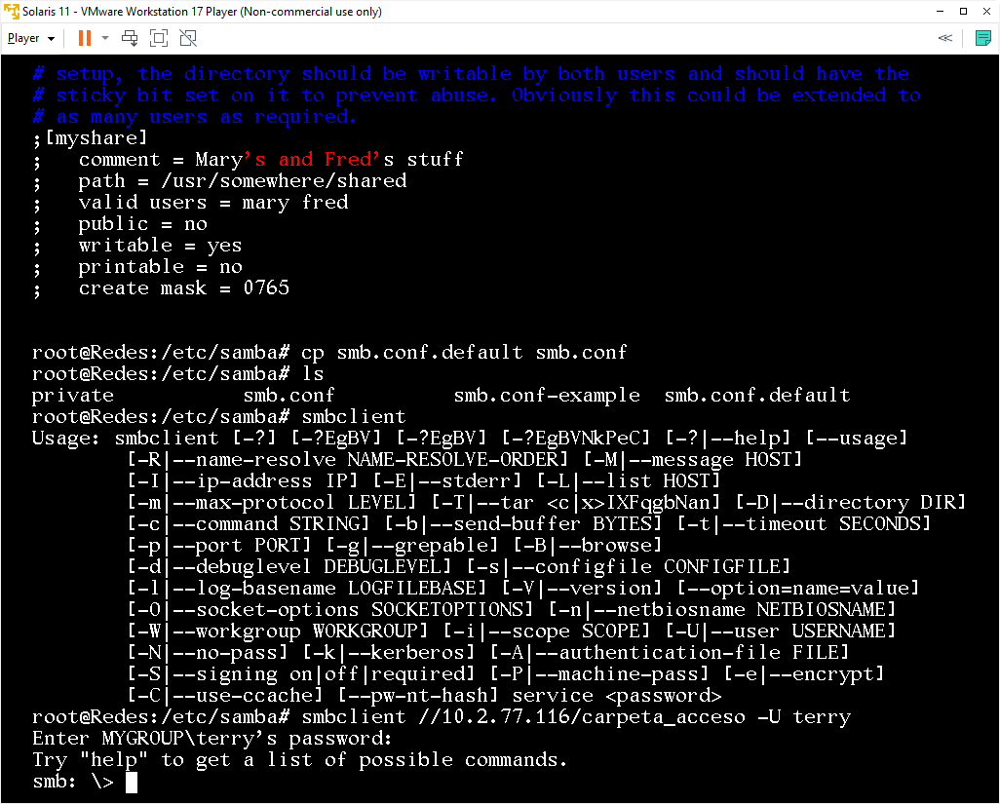 Solaris 11 - VMware Workstation 17 Player (Non-commercial use only)
Player
# setup, the directory should be writable by both users and should have the
# sticky bit set on it to prevent abuse. Obviously this could be extended to
# as many users as required.
;[myshare]
;   comment = Mary's and Fred's stuff
;   path = /usr/somewhere/shared
;   valid users = mary fred
;   public = no
;   writable = yes
;   printable = no
;   create mask = 0765
root@Redes:/etc/samba# cp smb.conf.default smb.conf
root@Redes:/etc/samba# ls
private           smb.conf          smb.conf-example  smb.conf.default
root@Redes:/etc/samba# smbclient
Usage: smbclient [-?] [-?EgBV] [-?EgBV] [-?EgBVNkPeC] [-?|--help] [--usage]
        [-R|--name-resolve NAME-RESOLVE-ORDER] [-M|--message HOST]
        [-I|--ip-address IP] [-E|--stderr] [-L|--list HOST]
        [-m|--max-protocol LEVEL] [-T|--tar <c|x>IXFqgbNan] [-D|--directory DIR]
        [-c|--command STRING] [-b|--send-buffer BYTES] [-t|--timeout SECONDS]
        [-p|--port PORT] [-g|--grepable] [-B|--browse]
        [-d|--debuglevel DEBUGLEVEL] [-s|--configfile CONFIGFILE]
        [-l|--log-basename LOGFILEBASE] [-V|--version] [--option=name=value]
        [-O|--socket-options SOCKETOPTIONS] [-n|--netbiosname NETBIOSNAME]
        [-W|--workgroup WORKGROUP] [-i|--scope SCOPE] [-U|--user USERNAME]
        [-N|--no-pass] [-k|--kerberos] [-A|--authentication-file FILE]
        [-S|--signing on|off|required] [-P|--machine-pass] [-e|--encrypt]
        [-C|--use-ccache] [--pw-nt-hash] service <password>
root@Redes:/etc/samba# smbclient //10.2.77.116/carpeta_acceso -U terry
Enter MYGROUP\terry's password:
Try "help" to get a list of possible commands.
smb: \>